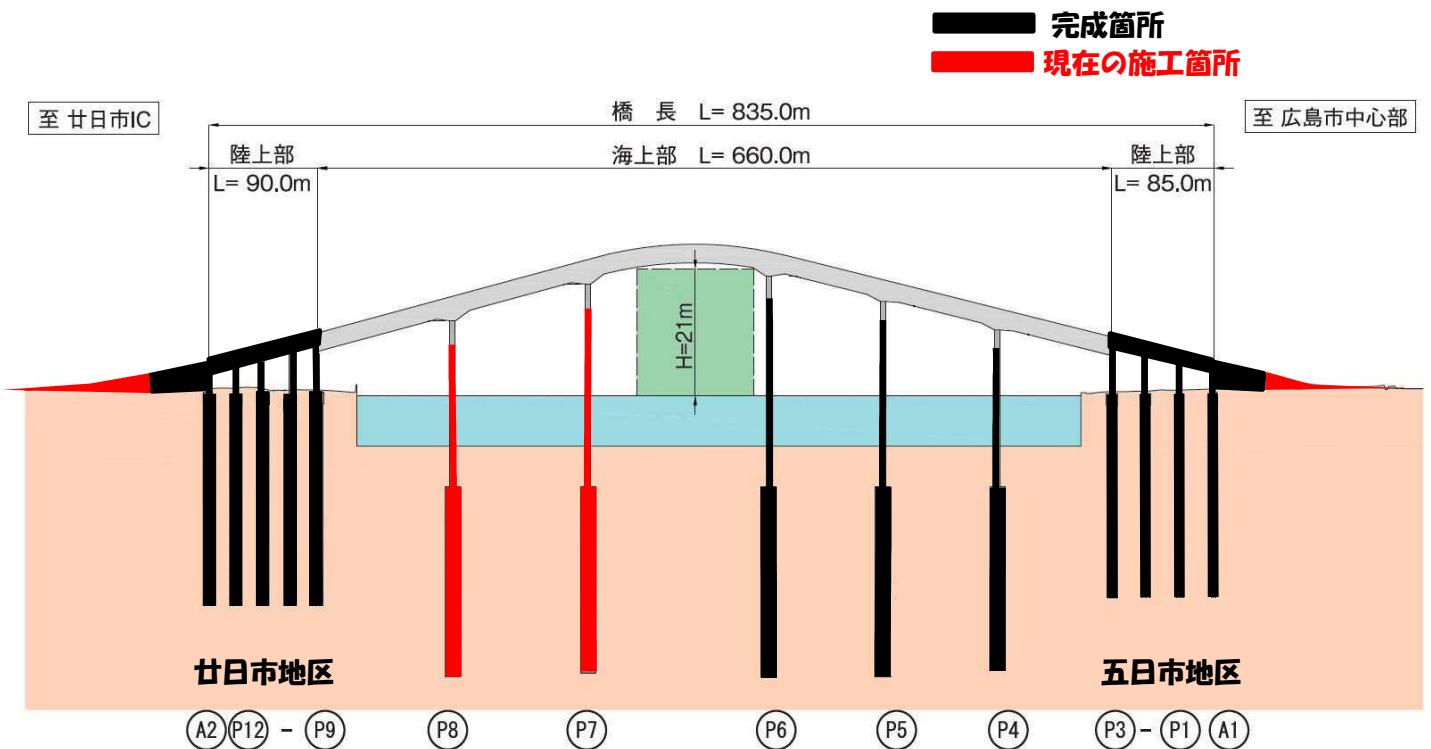 完成箇所
現在の施工箇所
至 廿日市IC
橋 長 L= 835.0m
至 広島市中心部
陸上部
海上部 L= 660.0m
陸上部
L= 90.0m
L= 85.0m
H=21m
廿日市地区
五日市地区
A2 P12 - P9 P8 P7 P6 P5 P4 P3 - P1 A1